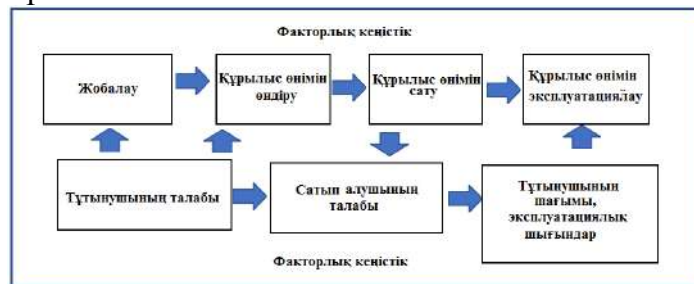 Факторлық кеңістік
Жобалау
Құрылыс өнімін
өндіру
Құрылыс өнімін
сату
Құрылыс өнімін
эксплуатациялау
Тұтынушының талабы
Сатып алушының
талабы
Тұтынушының
тағамы,
эксплуатациялық
шығындар
Факторлық кеңістік